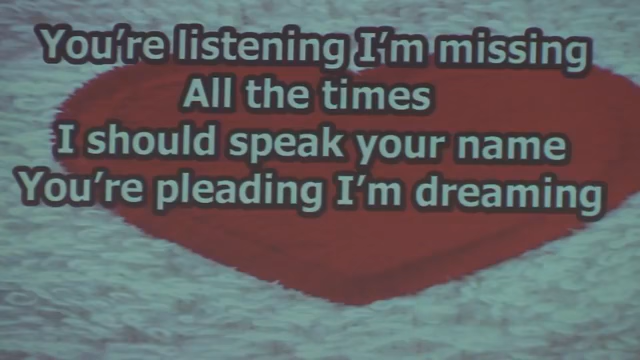 You're listening I'm missing
All the times
I should speak your name
You're pleading I'm dreaming